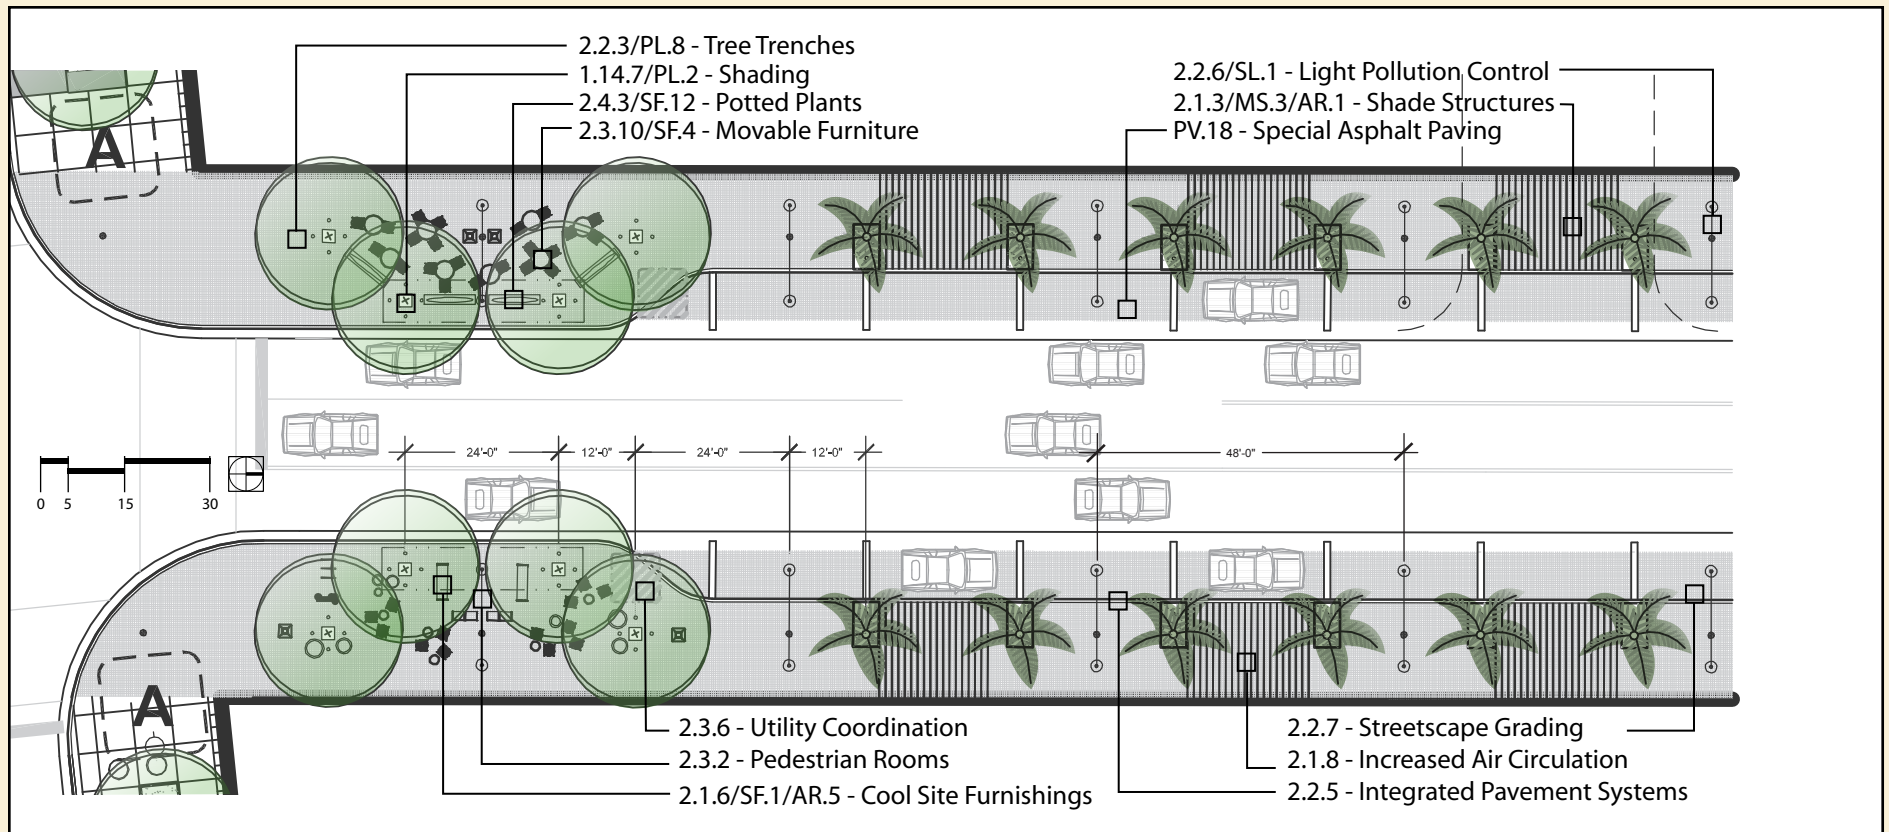 2.2.3/PL.8 - Tree Trenches
1.14.7/PL.2 - Shading
2.4.3/SF.12 - Potted Plants
2.3.10/SF.4 - Movable Furniture
2.2.6/SL.1 - Light Pollution Control
2.1.3/MS.3/AR.1 - Shade Structures
PV.18 - Special Asphalt Paving
A
24'-0" 12'-0" 24'-0" 12'-0" 48'-0"
0 5 15 30
A
2.3.6 - Utility Coordination
2.3.2 - Pedestrian Rooms
2.1.6/SF.1/AR.5 - Cool Site Furnishings
2.2.7 - Streetscape Grading
2.1.8 - Increased Air Circulation
2.2.5 - Integrated Pavement Systems